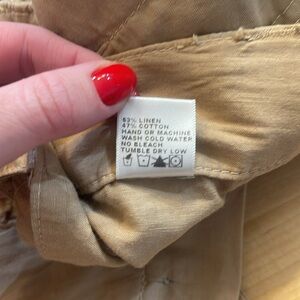 53% LINEN
47% COTTON
HAND OR MACHINE
WASH COLD WATER
NO BLEACH
TUMBLE DRY LOW